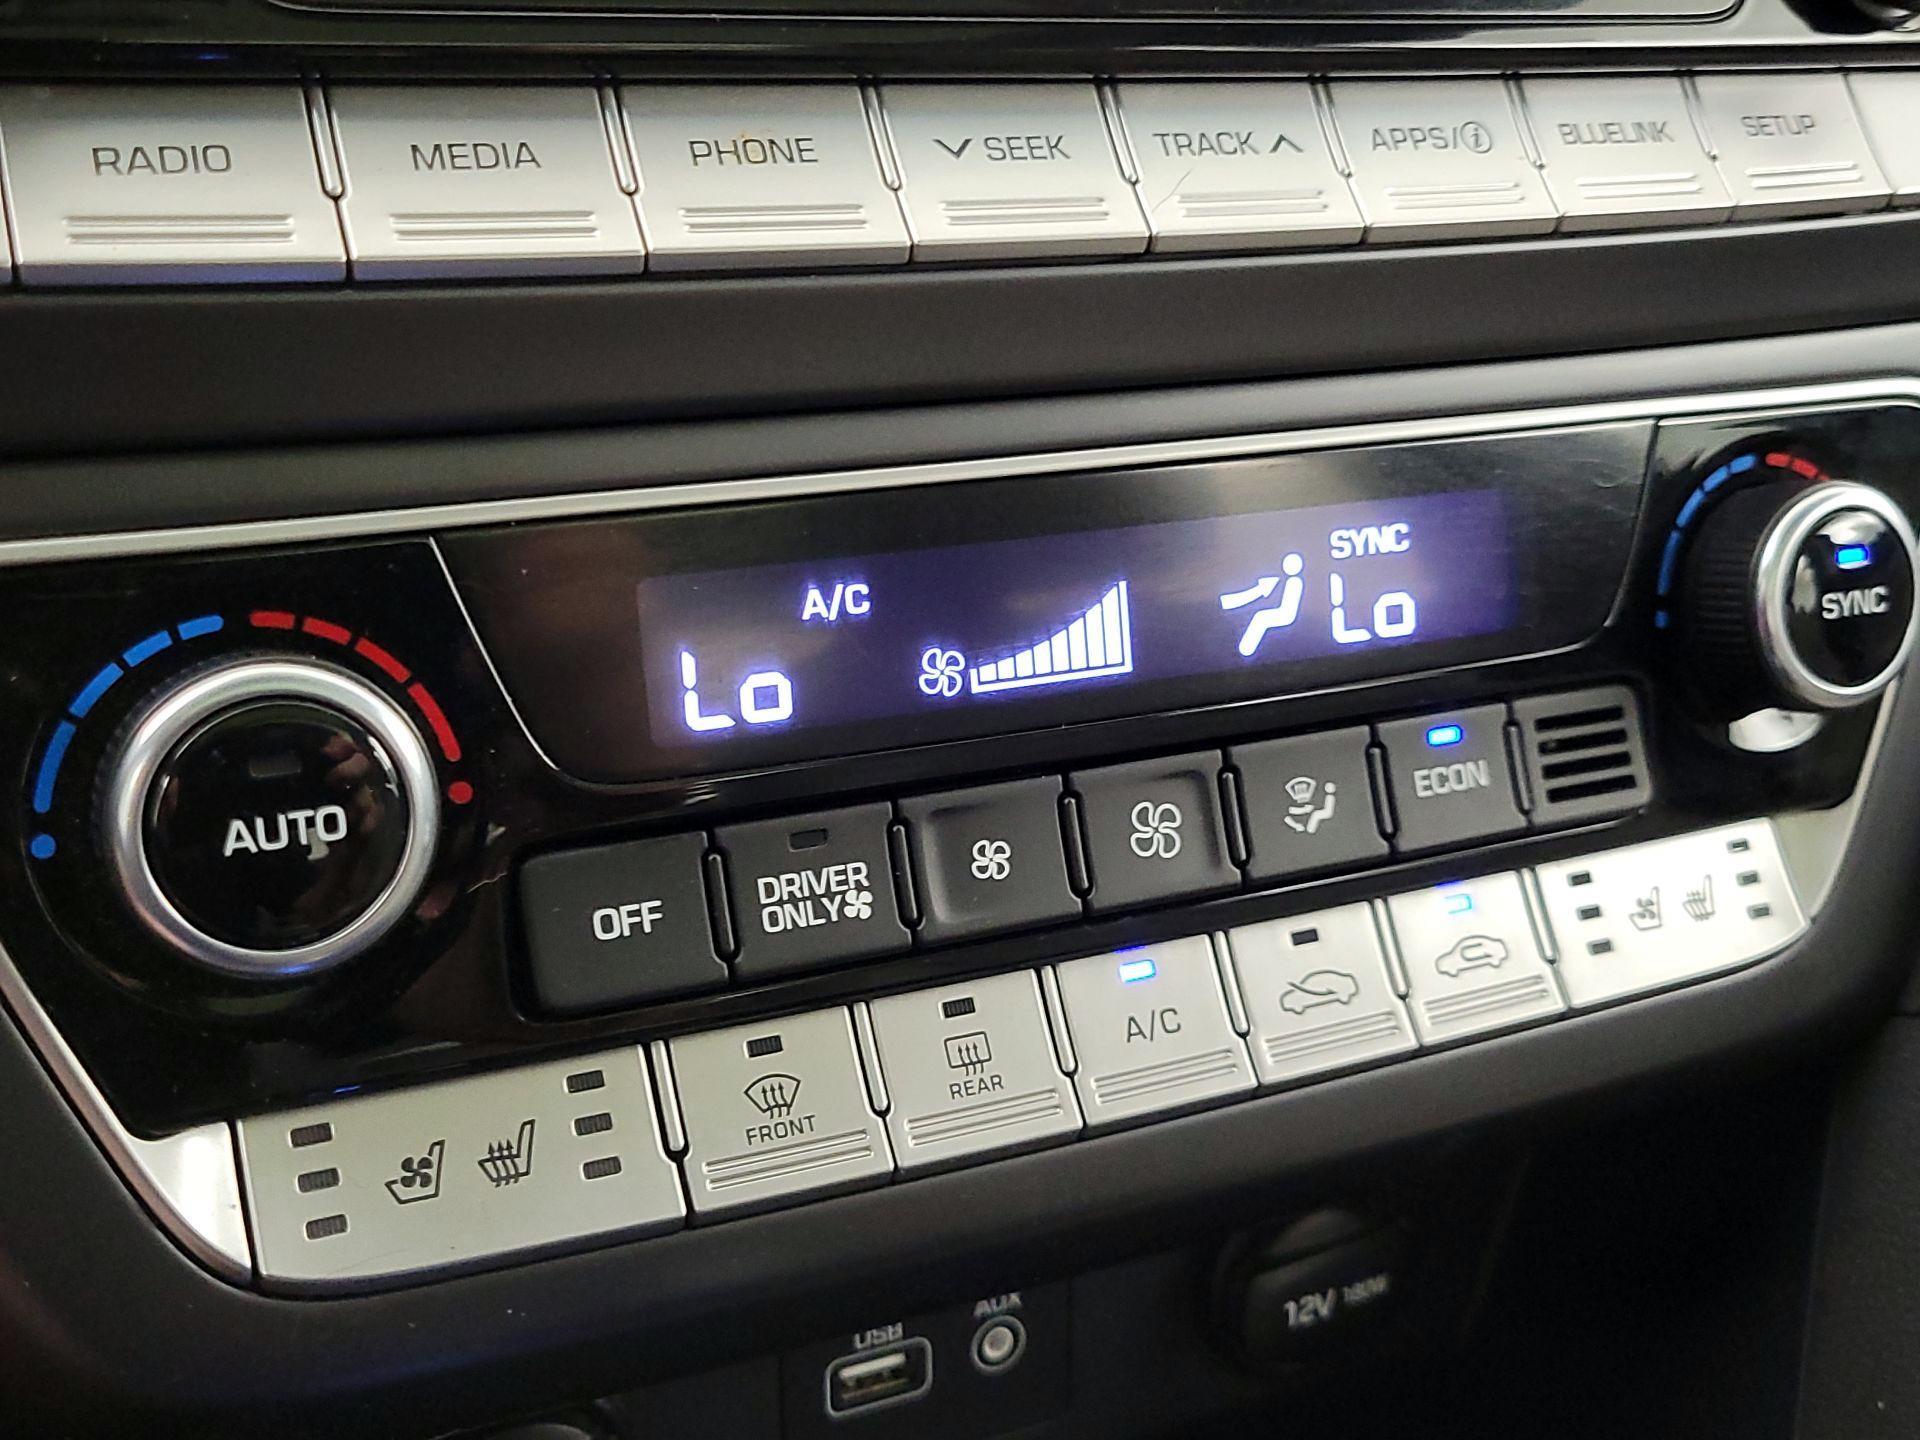 RADIO
MEDIA
PHONE
SEEK
TRACK
APPS/i
BLUELINK
SETUP
A/C
Lo
SYNC
Lo
SYNC
AUTO
OFF
DRIVER
ONLY
ECON
FRONT
REAR
A/C
USB
AUX
12V 180W